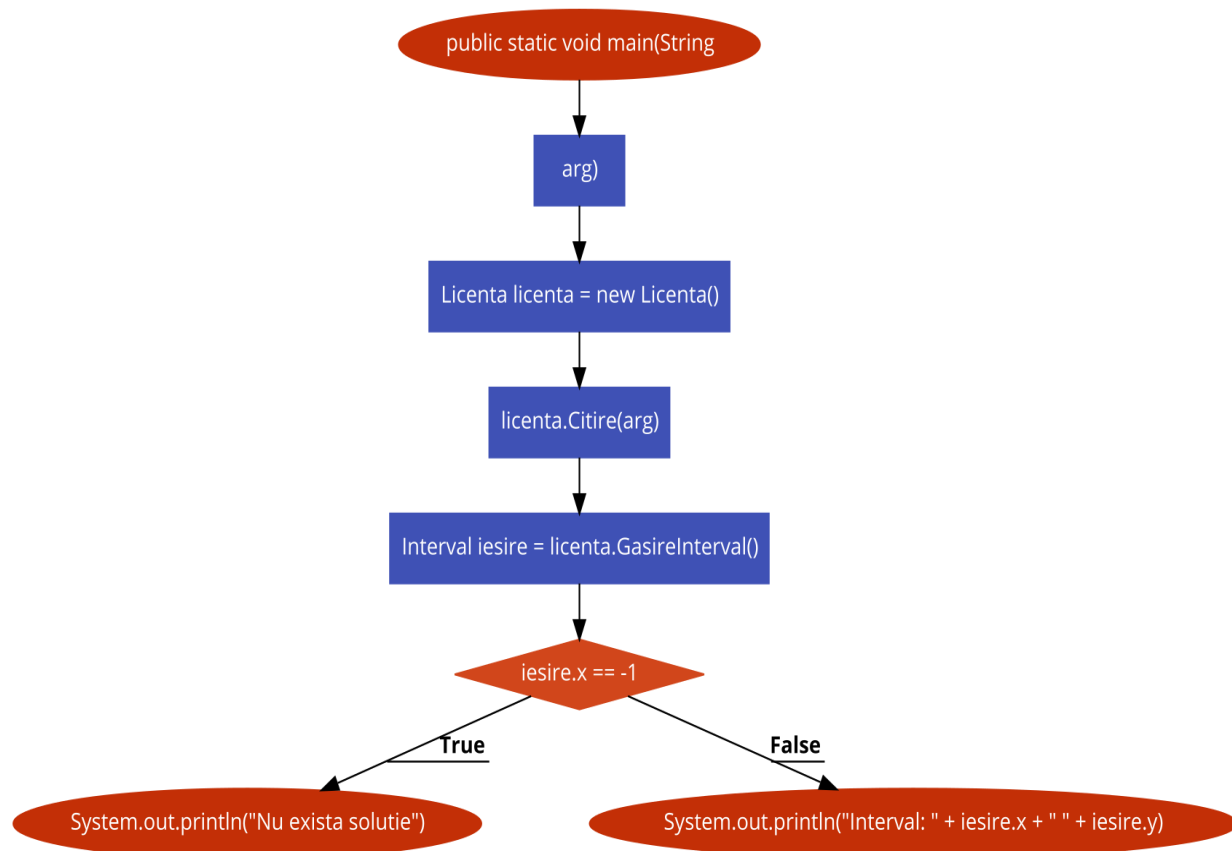 public static void main(String
arg)
Licenta licenta = new Licenta()
licenta.Citire(arg)
Interval iesire = licenta.GasireInterval()
iesire.x == -1
True
False
System.out.println("Nu exista solutie")
System.out.println("Interval: " + iesire.x + " " + iesire.y)